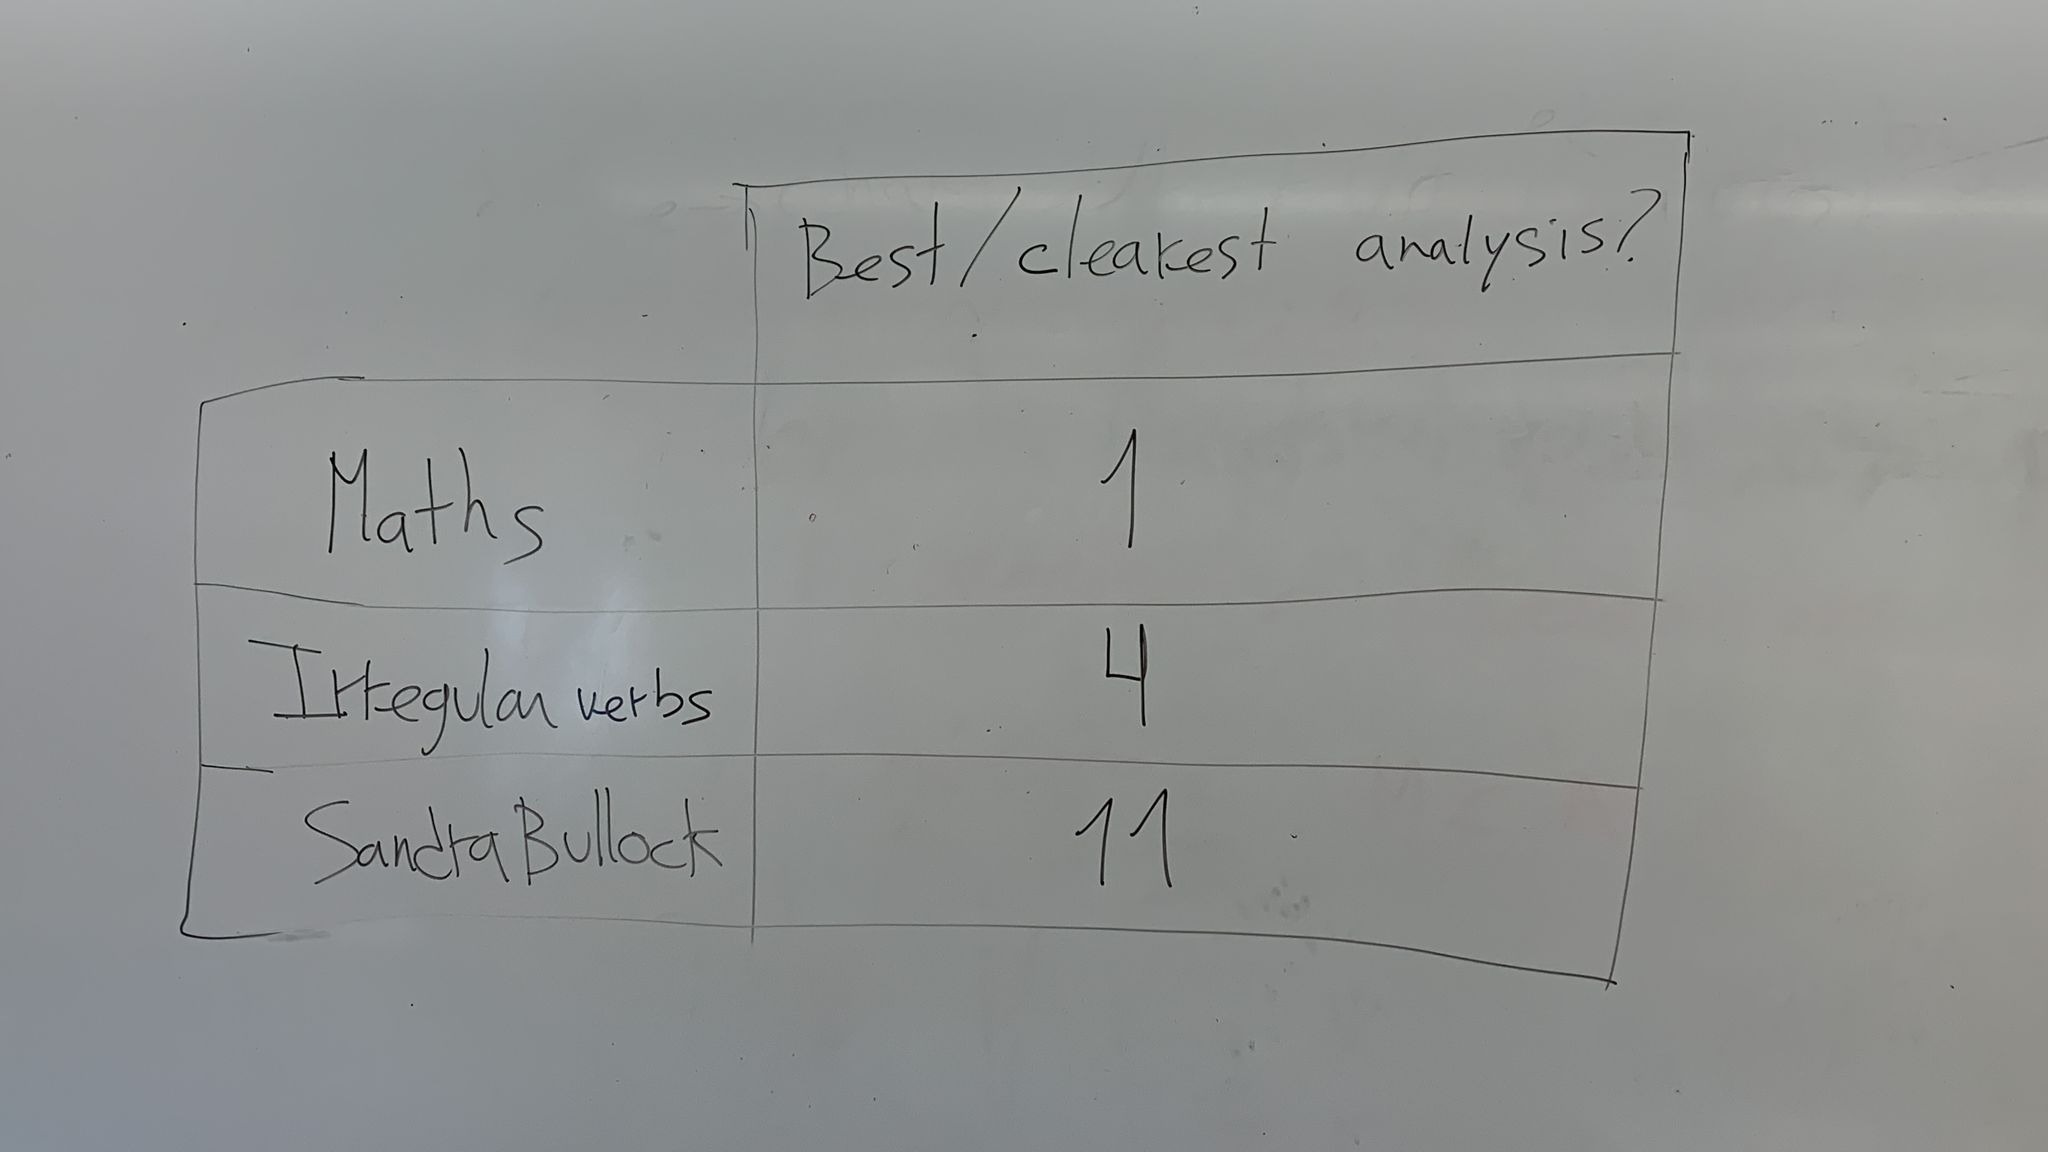 Best/clearest analysis?
Maths 1
Irregular verbs 4
Sandra Bullock 11